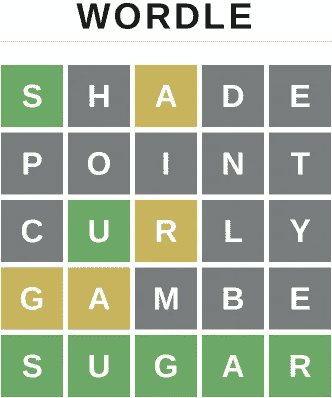 WORDLE
S H A D E
P O I N T
C U R L Y
G A M B E
S U G A R